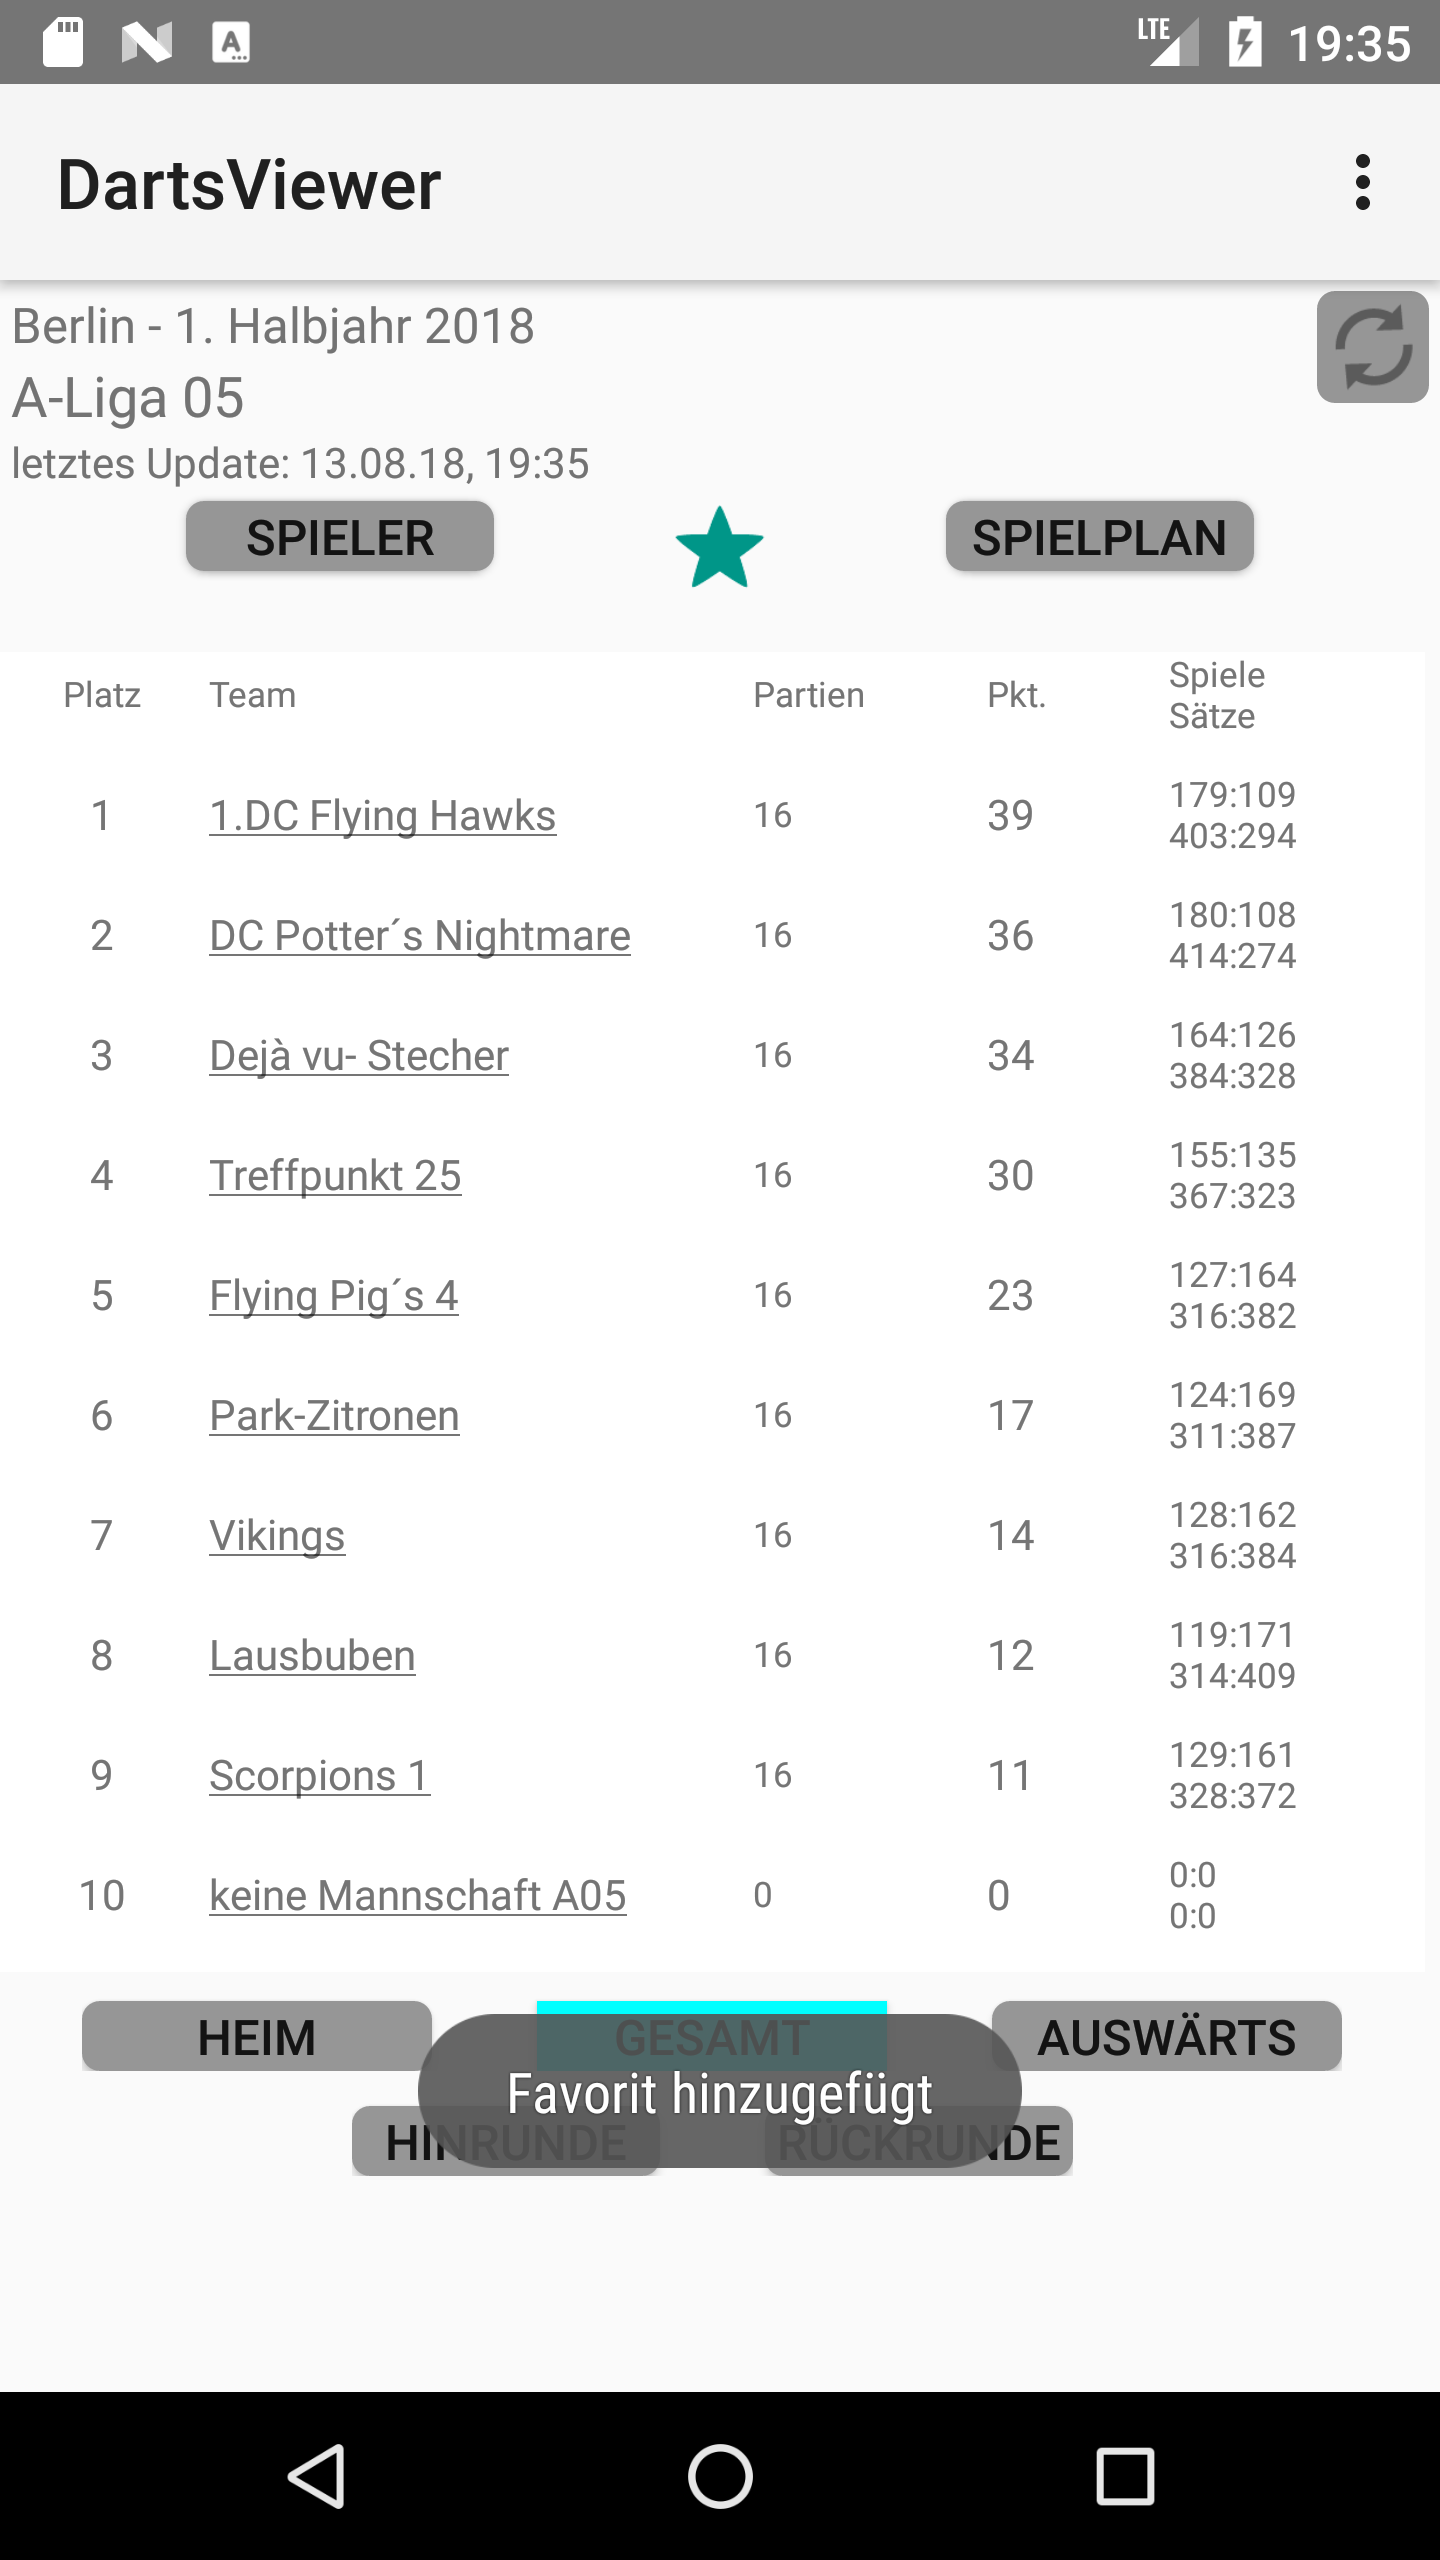 LTE 19:35
DartsViewer
Berlin - 1. Halbjahr 2018
A-Liga 05
letztes Update: 13.08.18, 19:35
SPIELER SPIELPLAN
Platz Team Partien Pkt. Spiele
Sätze
1 1.DC Flying Hawks 16 39 179:109
403:294
2 DC Potter´s Nightmare 16 36 180:108
414:274
3 Dejà vu- Stecher 16 34 164:126
384:328
4 Treffpunkt 25 16 30 155:135
367:323
5 Flying Pig´s 4 16 23 127:164
316:382
6 Park-Zitronen 16 17 124:169
311:387
7 Vikings 16 14 128:162
316:384
8 Lausbuben 16 12 119:171
314:409
9 Scorpions 1 16 11 129:161
328:372
10 keine Mannschaft A05 0 0 0:0
0:0
HEIM GESAMT AUSWÄRTS
Favorit hinzugefügt
HINRUNDE RÜCKRUNDE